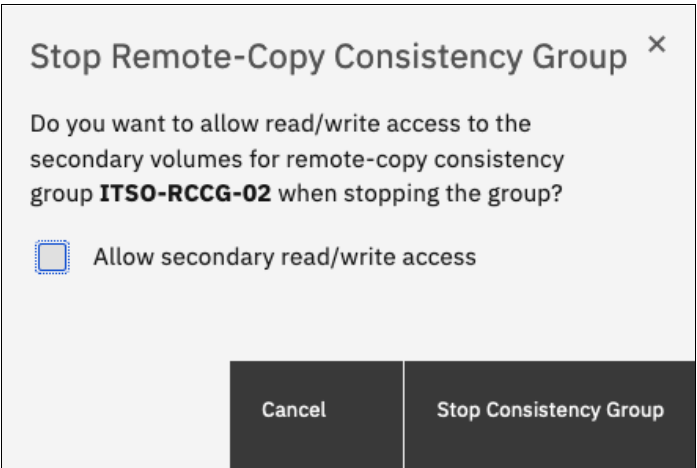 Stop Remote-Copy Consistency Group
Do you want to allow read/write access to the
secondary volumes for remote-copy consistency
group ITSO-RCCG-02 when stopping the group?
Allow secondary read/write access
Cancel
Stop Consistency Group